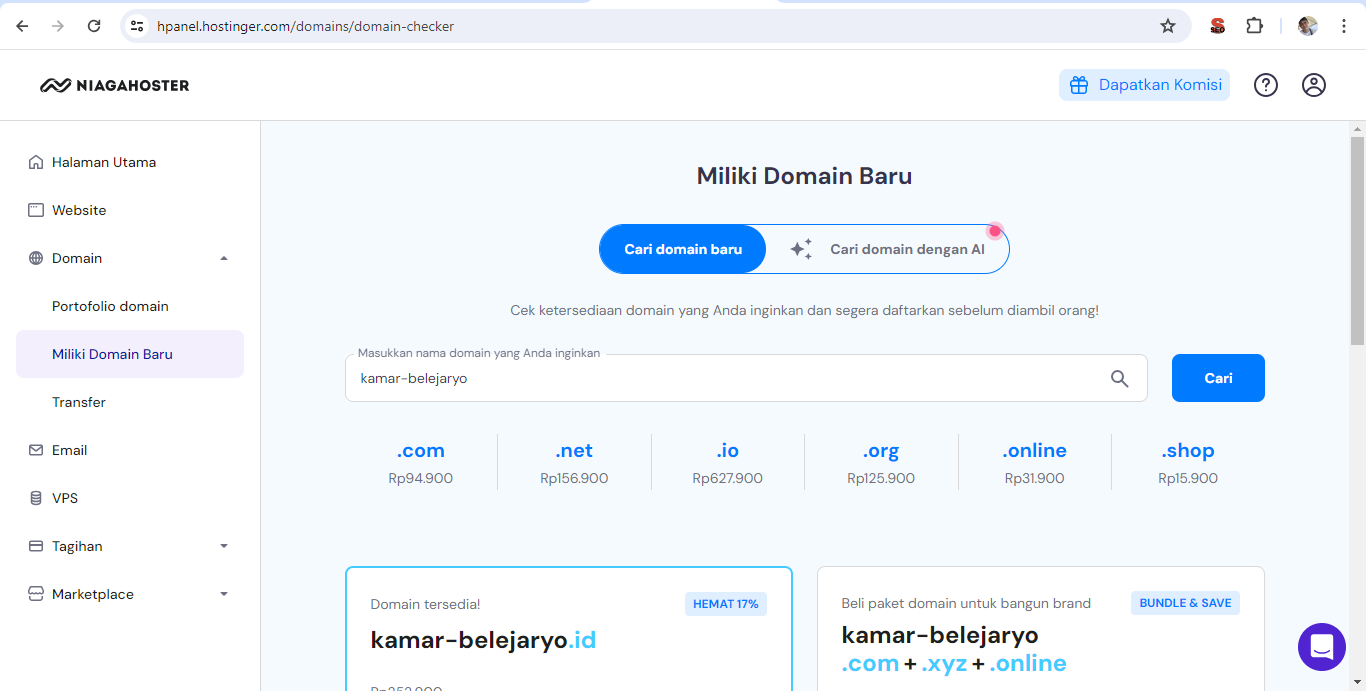 hpanel.hostinger.com/domains/domain-checker
SEO
NIAGAHOSTER
Dapatkan Komisi
Halaman Utama
Website
Domain
Portofolio domain
Miliki Domain Baru
Transfer
Email
VPS
Tagihan
Marketplace
Miliki Domain Baru
Cari domain baru
Cari domain dengan AI
Cek ketersediaan domain yang Anda inginkan dan segera daftarkan sebelum diambil orang!
Masukkan nama domain yang Anda inginkan
kamar-belejaryo
Cari
.com
Rp94.900
.net
Rp156.900
.io
Rp627.900
.org
Rp125.900
.online
Rp31.900
.shop
Rp15.900
Domain tersedia!
HEMAT 17%
kamar-belejaryo.id
Beli paket domain untuk bangun brand
BUNDLE & SAVE
kamar-belejaryo
.com + .xyz + .online